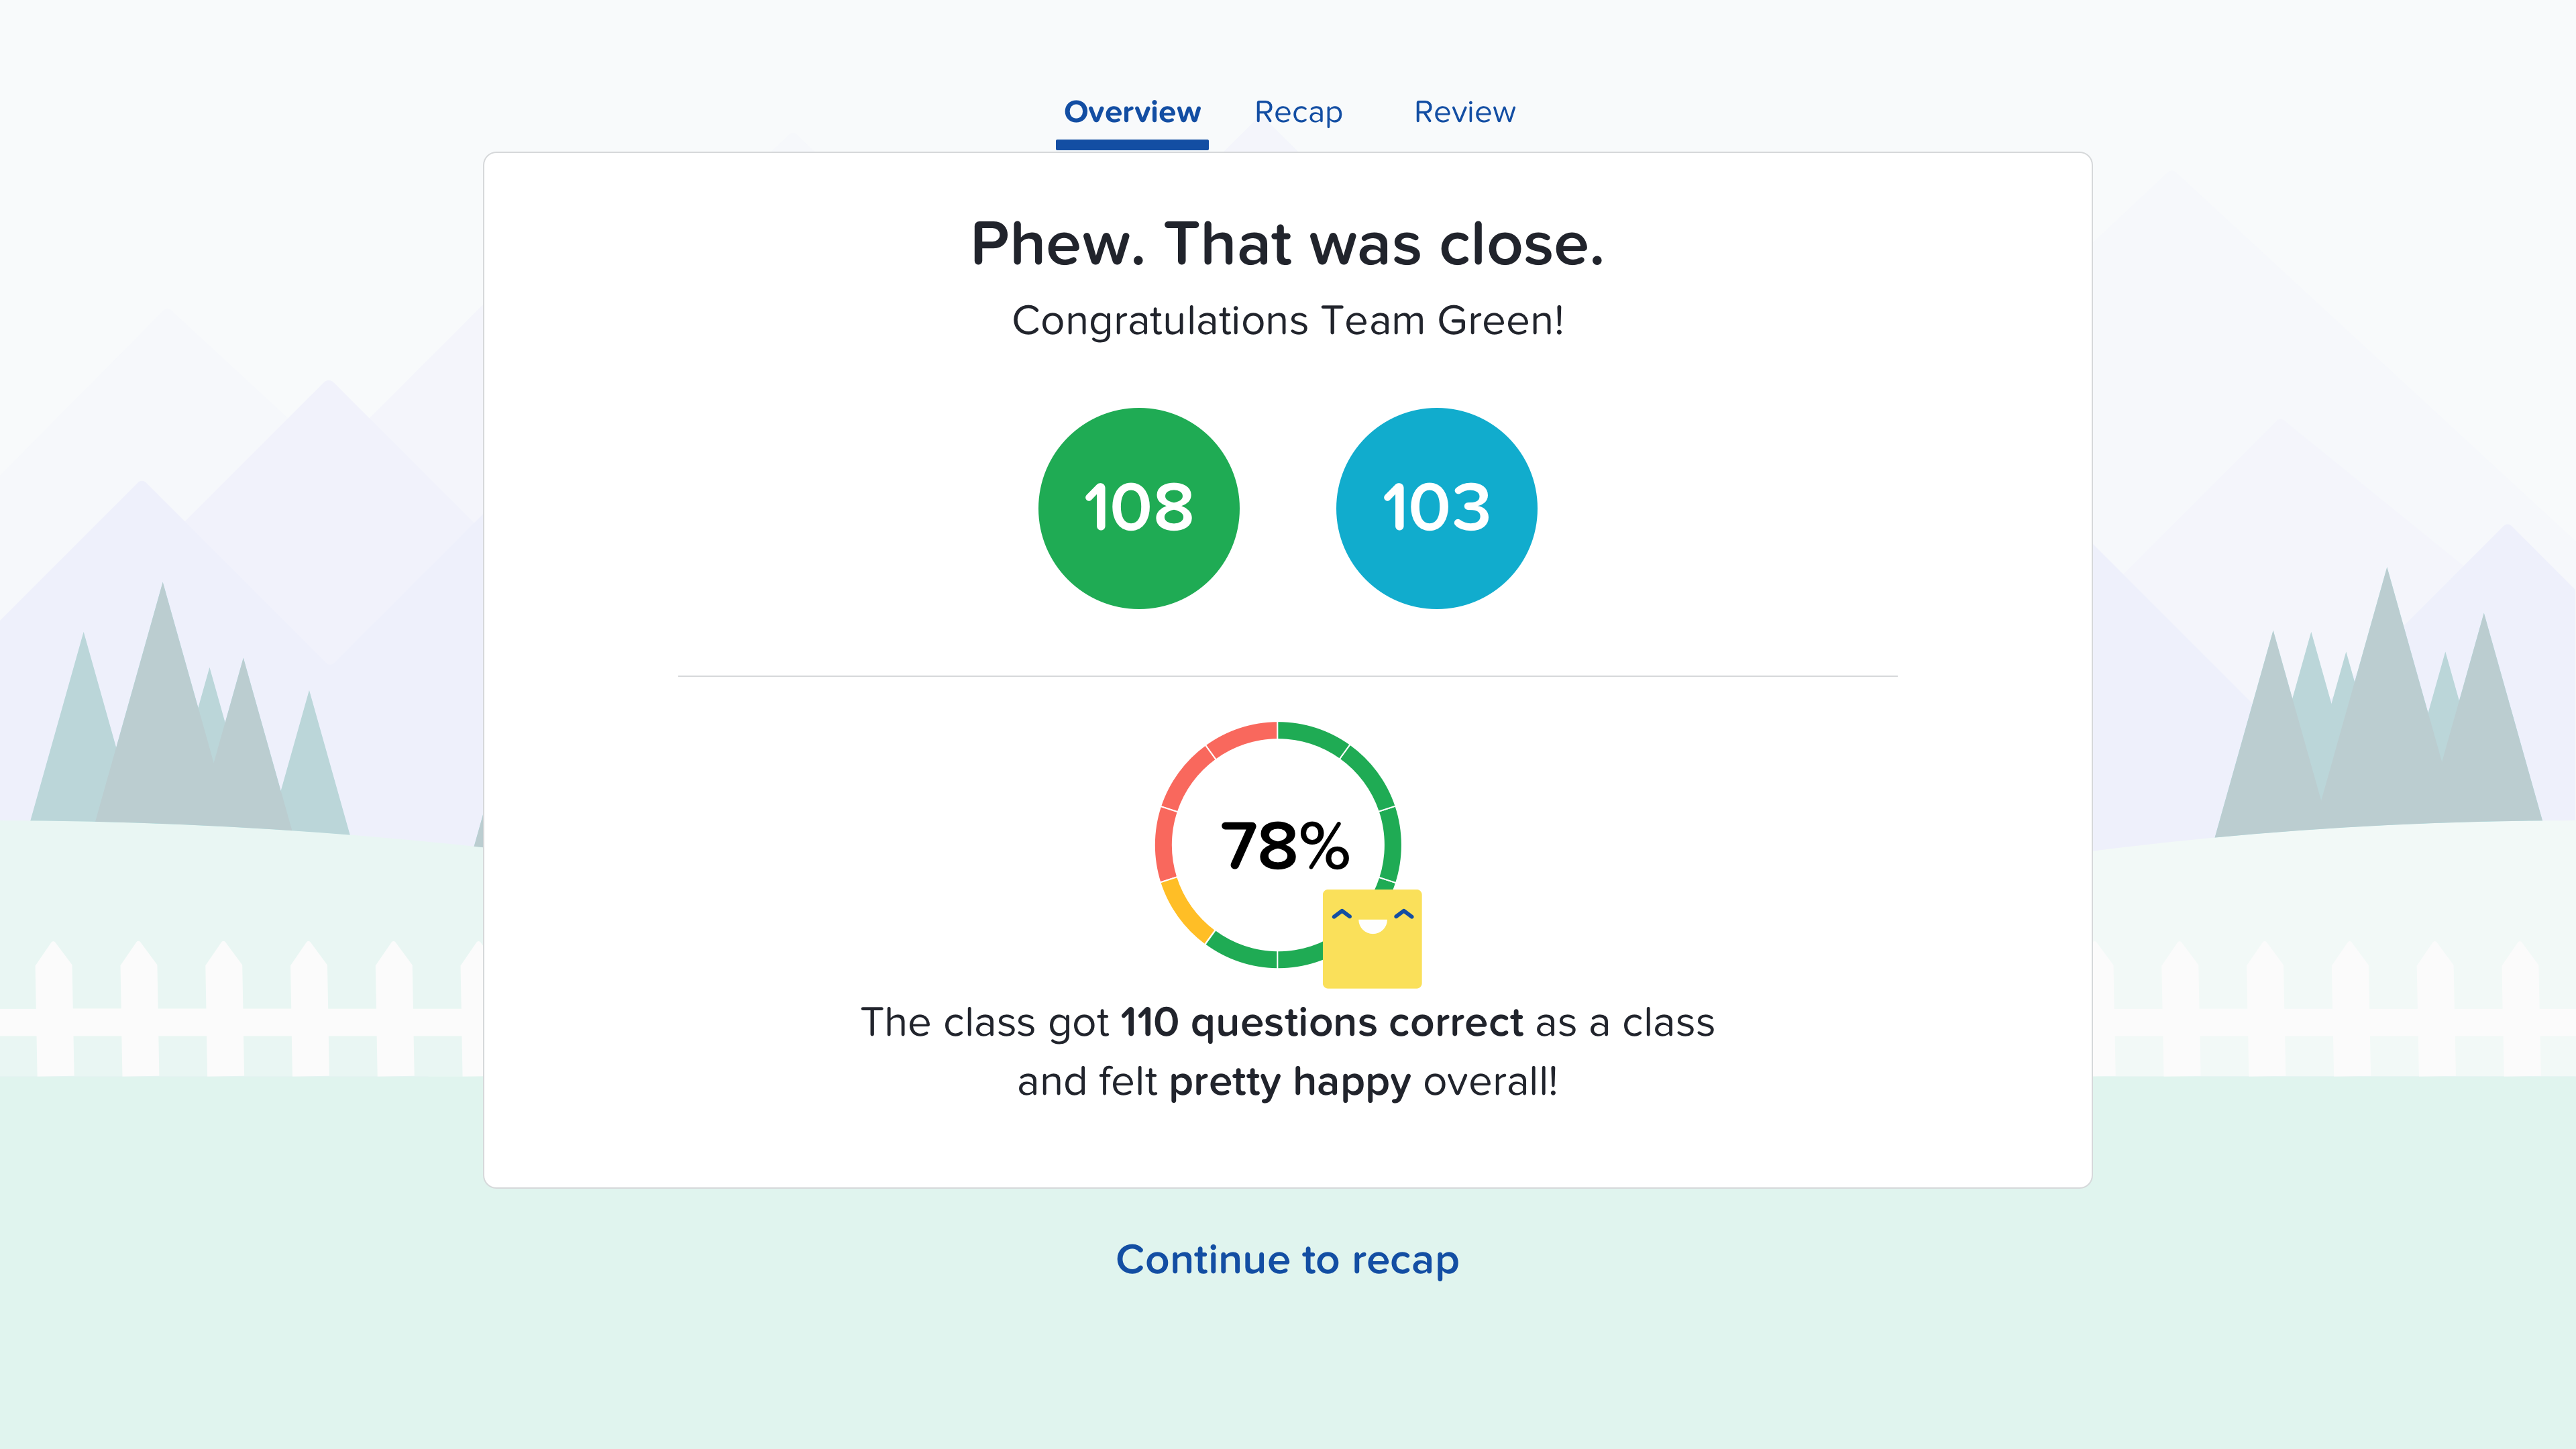 Overview Recap Review
Phew. That was close.
Congratulations Team Green!
108 103
78%
The class got 110 questions correct as a class
and felt pretty happy overall!
Continue to recap